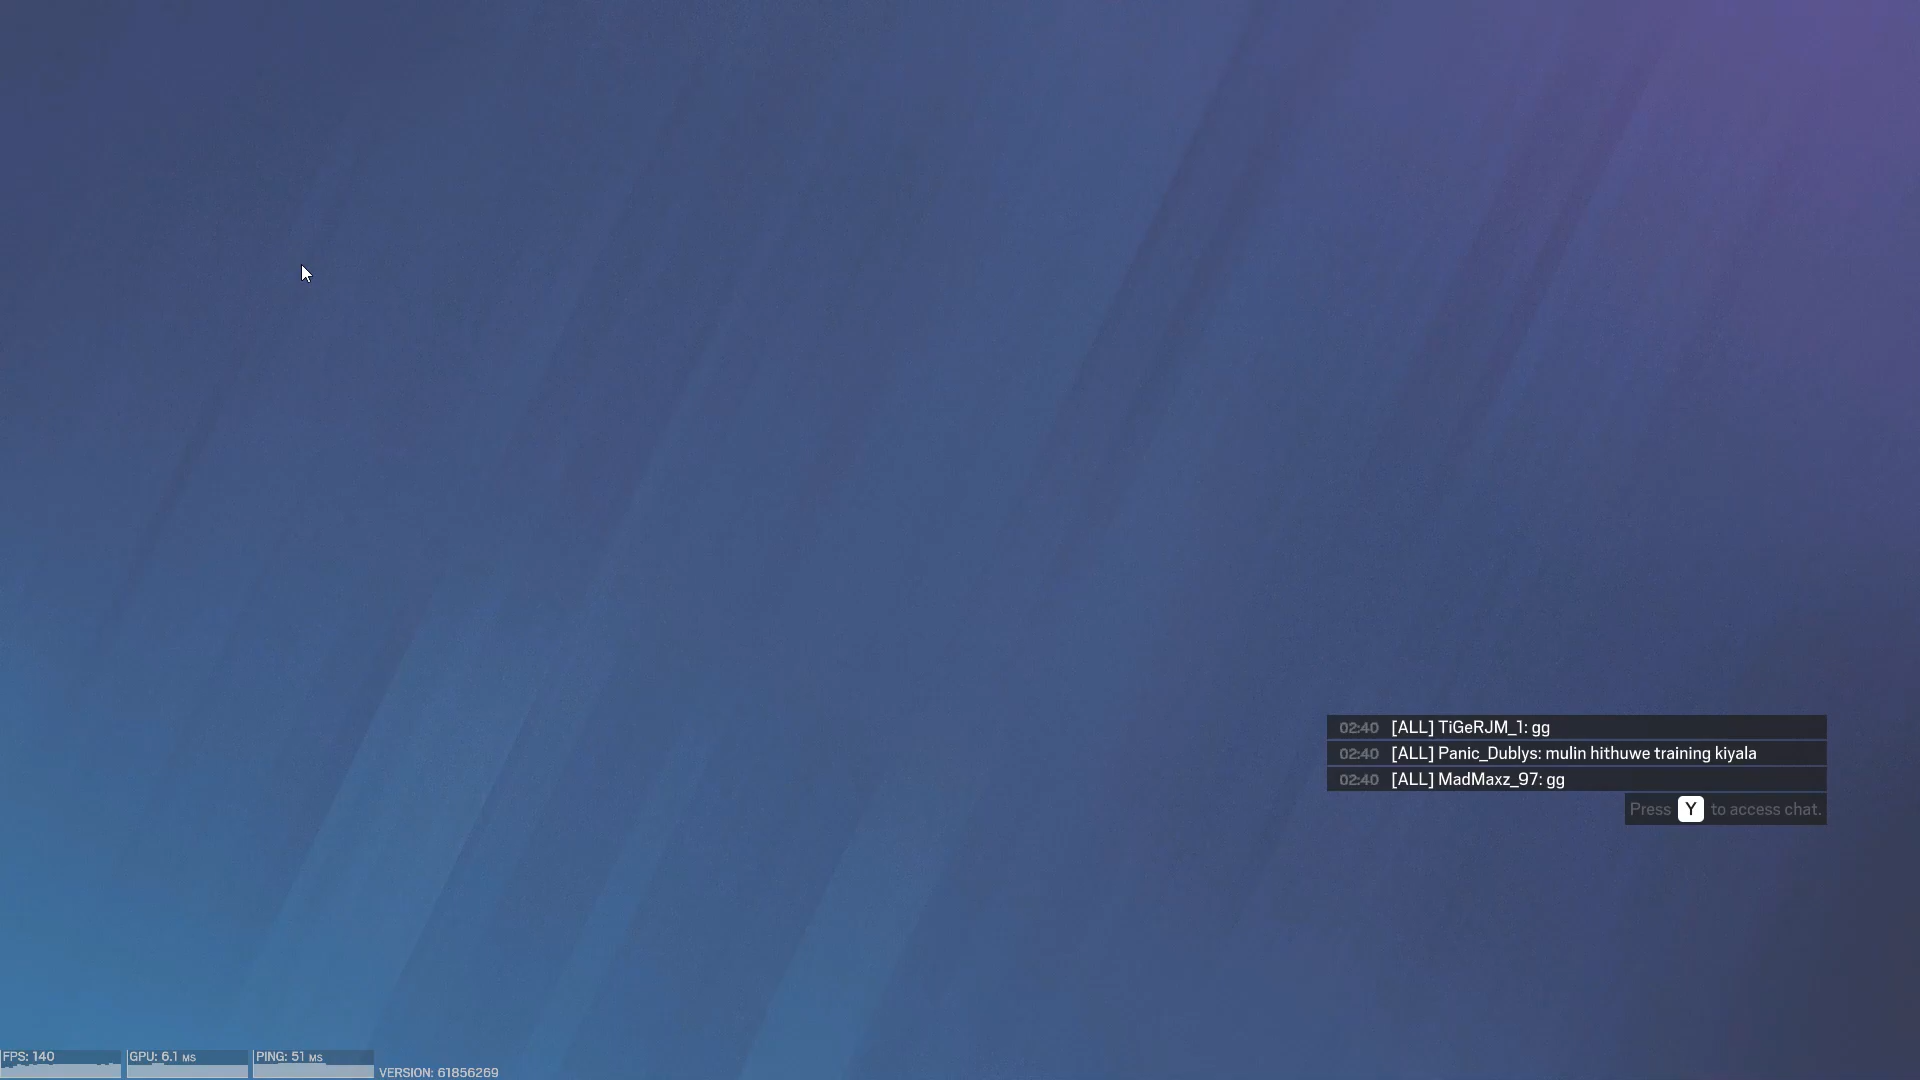 02:40 [ALL] TiGeRJM_1: gg
02:40 [ALL] Panic_Dublys: mulin hithuwe training kiyala
02:40 [ALL] MadMaxz_97: gg
Press Y to access chat.
FPS: 140 GPU: 6.1 MS PING: 51 MS VERSION: 61856269